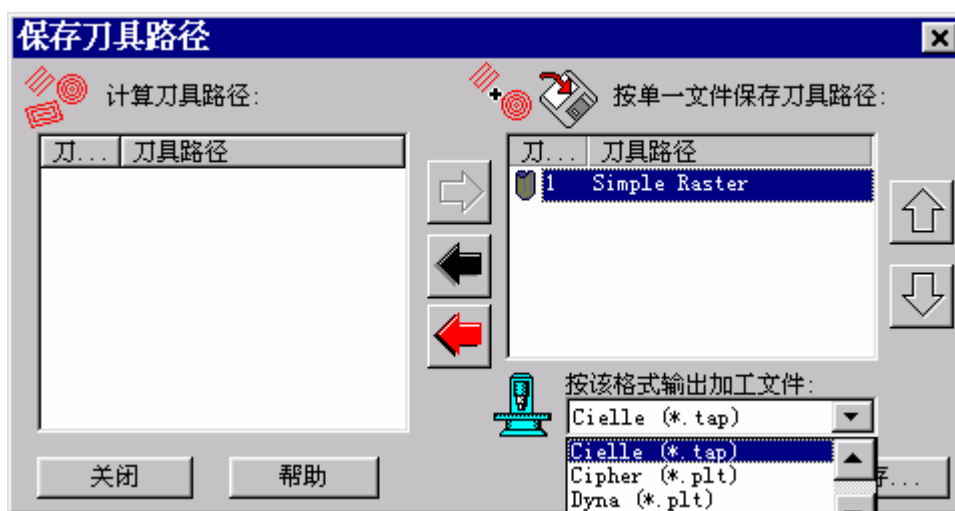 保存刀具路径
计算刀具路径:
按单一文件保存刀具路径:
刀... 刀具路径
刀... 刀具路径
1 Simple Raster
按该格式输出加工文件:
Cielle (*.tap)
Cielle (*.tap)
Cipher (*.plt)
Dyna (*.plt)
关闭
帮助
存...